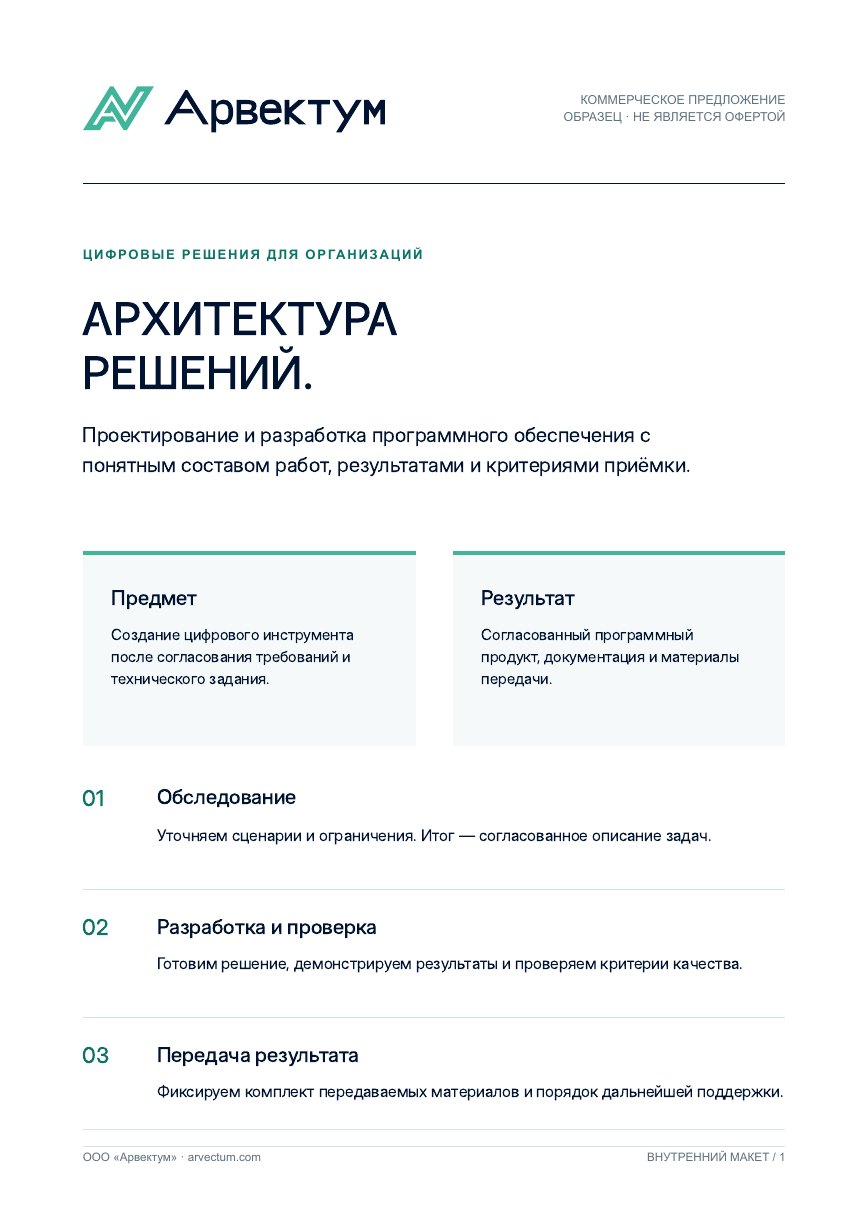 Арвектум
КОММЕРЧЕСКОЕ ПРЕДЛОЖЕНИЕ
ОБРАЗЕЦ · НЕ ЯВЛЯЕТСЯ ОФЕРТОЙ
ЦИФРОВЫЕ РЕШЕНИЯ ДЛЯ ОРГАНИЗАЦИЙ
АРХИТЕКТУРА
РЕШЕНИЙ.
Проектирование и разработка программного обеспечения с
понятным составом работ, результатами и критериями приёмки.
Предмет
Создание цифрового инструмента
после согласования требований и
технического задания.
Результат
Согласованный программный
продукт, документация и материалы
передачи.
01 Обследование
Уточняем сценарии и ограничения. Итог — согласованное описание задач.
02 Разработка и проверка
Готовим решение, демонстрируем результаты и проверяем критерии качества.
03 Передача результата
Фиксируем комплект передаваемых материалов и порядок дальнейшей поддержки.
ООО «Арвектум» · arvectum.com
ВНУТРЕННИЙ МАКЕТ / 1